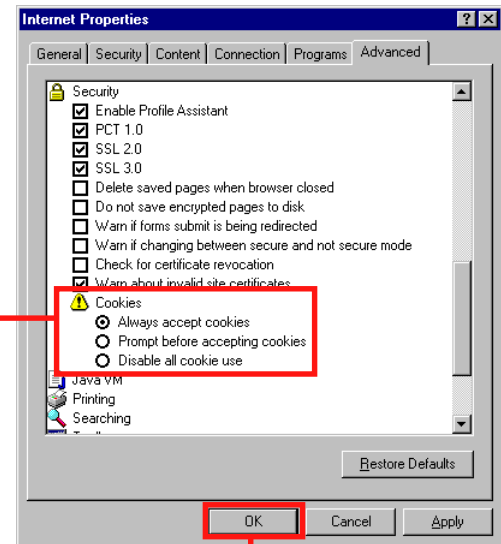 Internet Properties
General Security Content Connection Programs Advanced
Security
Enable Profile Assistant
PCT 1.0
SSL 2.0
SSL 3.0
Delete saved pages when browser closed
Do not save encrypted pages to disk
Warn if forms submit is being redirected
Warn if changing between secure and not secure mode
Check for certificate revocation
Warn about invalid site certificates
Cookies
Always accept cookies
Prompt before accepting cookies
Disable all cookie use
Java VM
Printing
Searching
Restore Defaults
OK Cancel Apply